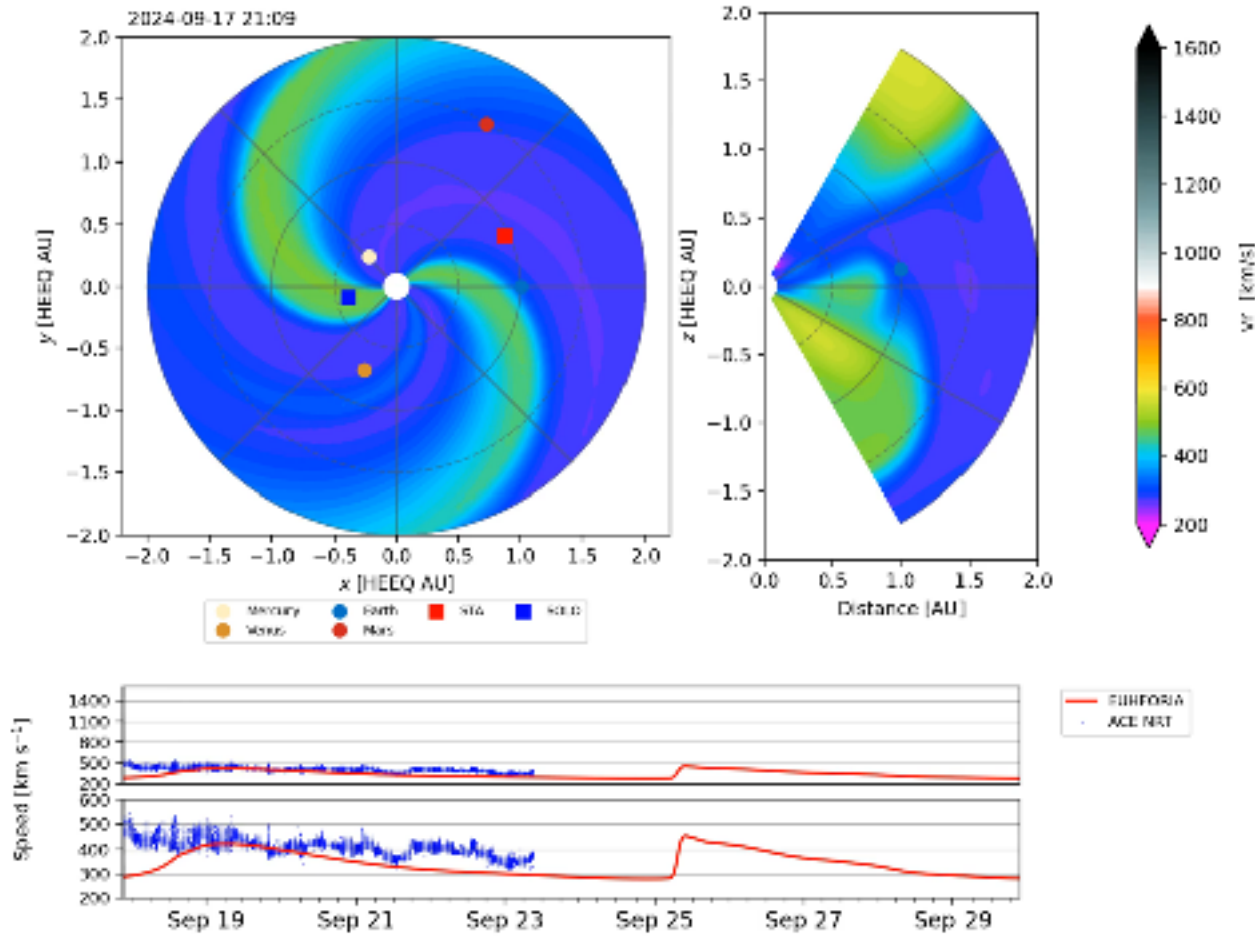 2024-09-17 21:09
2.0
1.5
1.0
0.5
0.0
−0.5
−1.0
−1.5
−2.0
y [HEEQ AU]
−2.0 −1.5 −1.0 −0.5 0.0 0.5 1.0 1.5 2.0
x [HEEQ AU]
Mercury Earth STA SOLO
Venus Mars
2.0
1.5
1.0
0.5
0.0
−0.5
−1.0
−1.5
−2.0
z [HEEQ AU]
0.0 0.5 1.0 1.5 2.0
Distance [AU]
1600
1400
1200
1000
800
600
400
200
vr [km/s]
1400
1100
800
500
200
600
500
400
300
200
Speed [km s⁻¹]
Sep 19 Sep 21 Sep 23 Sep 25 Sep 27 Sep 29
EUHFORIA
ACE NRT